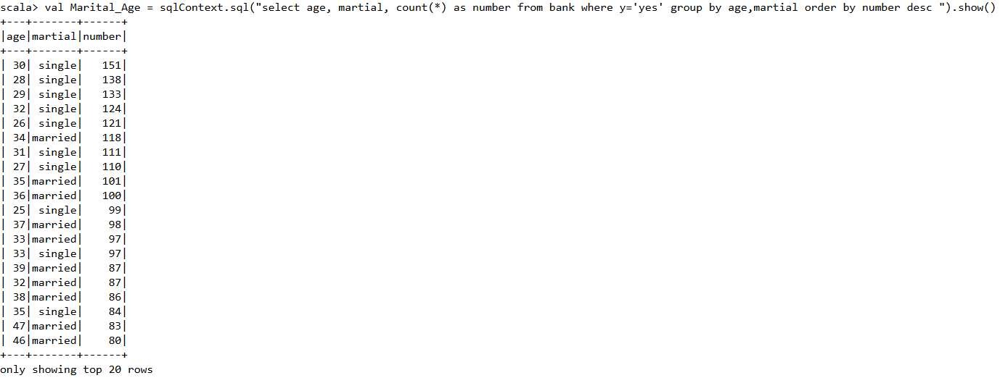 scala> val Marital_Age = sqlContext.sql("select age, martial, count(*) as number from bank where y='yes' group by age,martial order by number desc ").show()
+---+-------+------+
|age|martial|number|
+---+-------+------+
| 30| single|   151|
| 28| single|   138|
| 29| single|   133|
| 32| single|   124|
| 26| single|   121|
| 34|married|   118|
| 31| single|   111|
| 27| single|   110|
| 35|married|   101|
| 36|married|   100|
| 25| single|    99|
| 37|married|    98|
| 33|married|    97|
| 33| single|    97|
| 39|married|    87|
| 32|married|    87|
| 38|married|    86|
| 35| single|    84|
| 47|married|    83|
| 46|married|    80|
+---+-------+------+
only showing top 20 rows